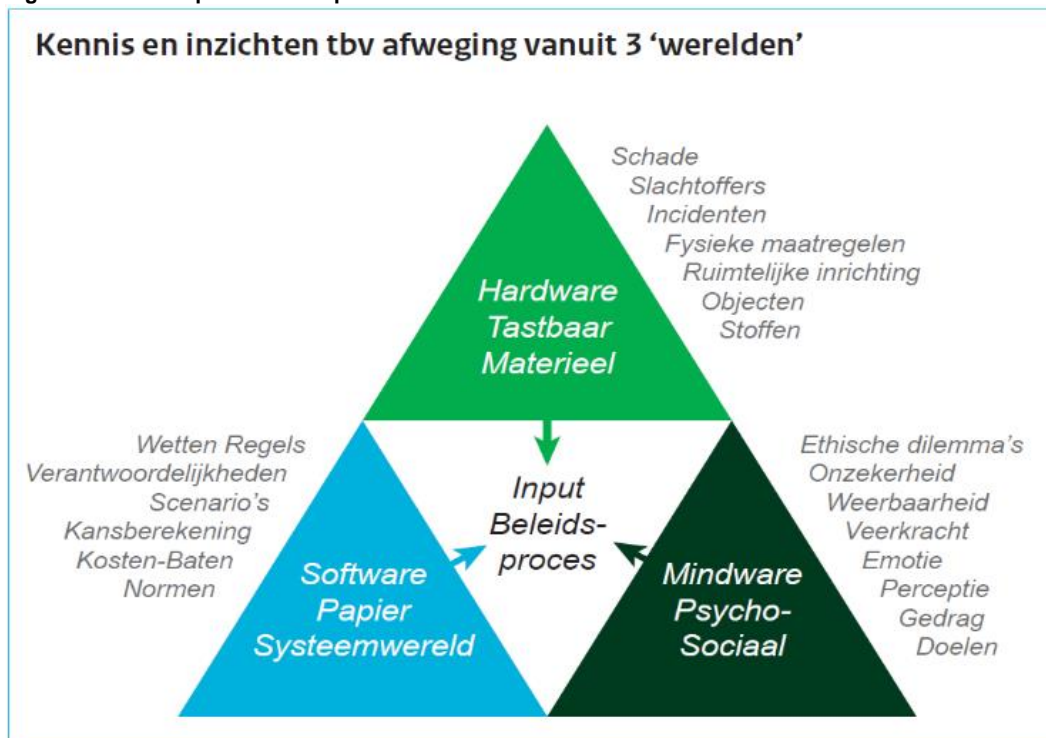 Kennis en inzichten tbv afweging vanuit 3 ‘werelden’
Schade
Slachtoffers
Incidenten
Fysieke maatregelen
Ruimtelijke inrichting
Objecten
Stoffen
Hardware
Tastbaar
Materieel
Wetten Regels
Verantwoordelijkheden
Scenario’s
Kansberekening
Kosten-Baten
Normen
Input
Beleids-
proces
Ethische dilemma’s
Onzekerheid
Weerbaarheid
Veerkracht
Emotie
Perceptie
Gedrag
Doelen
Software
Papier
Systeemwereld
Mindware
Psycho-
Sociaal